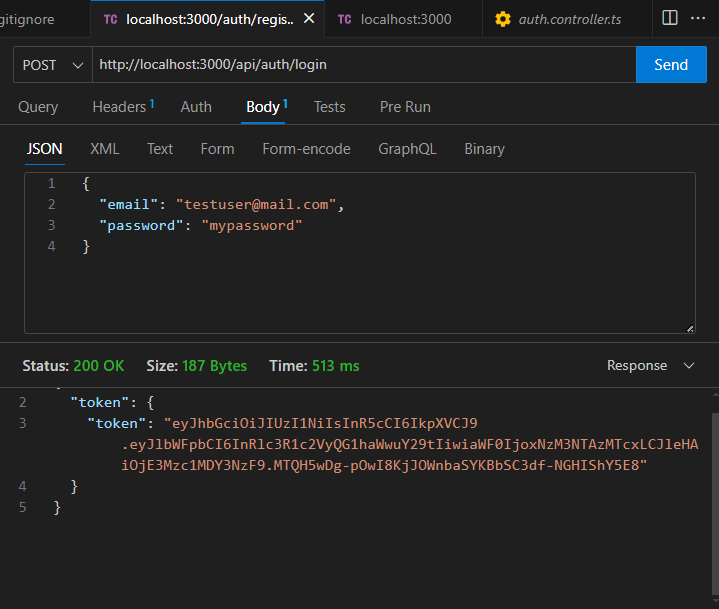 gitignore
TC localhost:3000/auth/regis..
TC localhost:3000
auth.controller.ts
POST
http://localhost:3000/api/auth/login
Send
Query Headers 1 Auth Body 1 Tests Pre Run
JSON XML Text Form Form-encode GraphQL Binary
1 {
2 "email": "testuser@mail.com",
3 "password": "mypassword"
4 }
Status: 200 OK Size: 187 Bytes Time: 513 ms Response
2 "token": {
3 "token": "eyJhbGciOiJIUzI1NiIsInR5cCI6IkpXVCJ9
.eyJlbWFpbCI6InRlc3R1c2VyQG1haWwuY29tIiwiaWF0IjoxNzM3NTAzMTcxLCJleHA
iOjE3Mzc1MDY3NzF9.MTQH5wDg-pOwI8KjJOWnbaSYKBbSC3df-NGHIShY5E8"
4 }
5 }